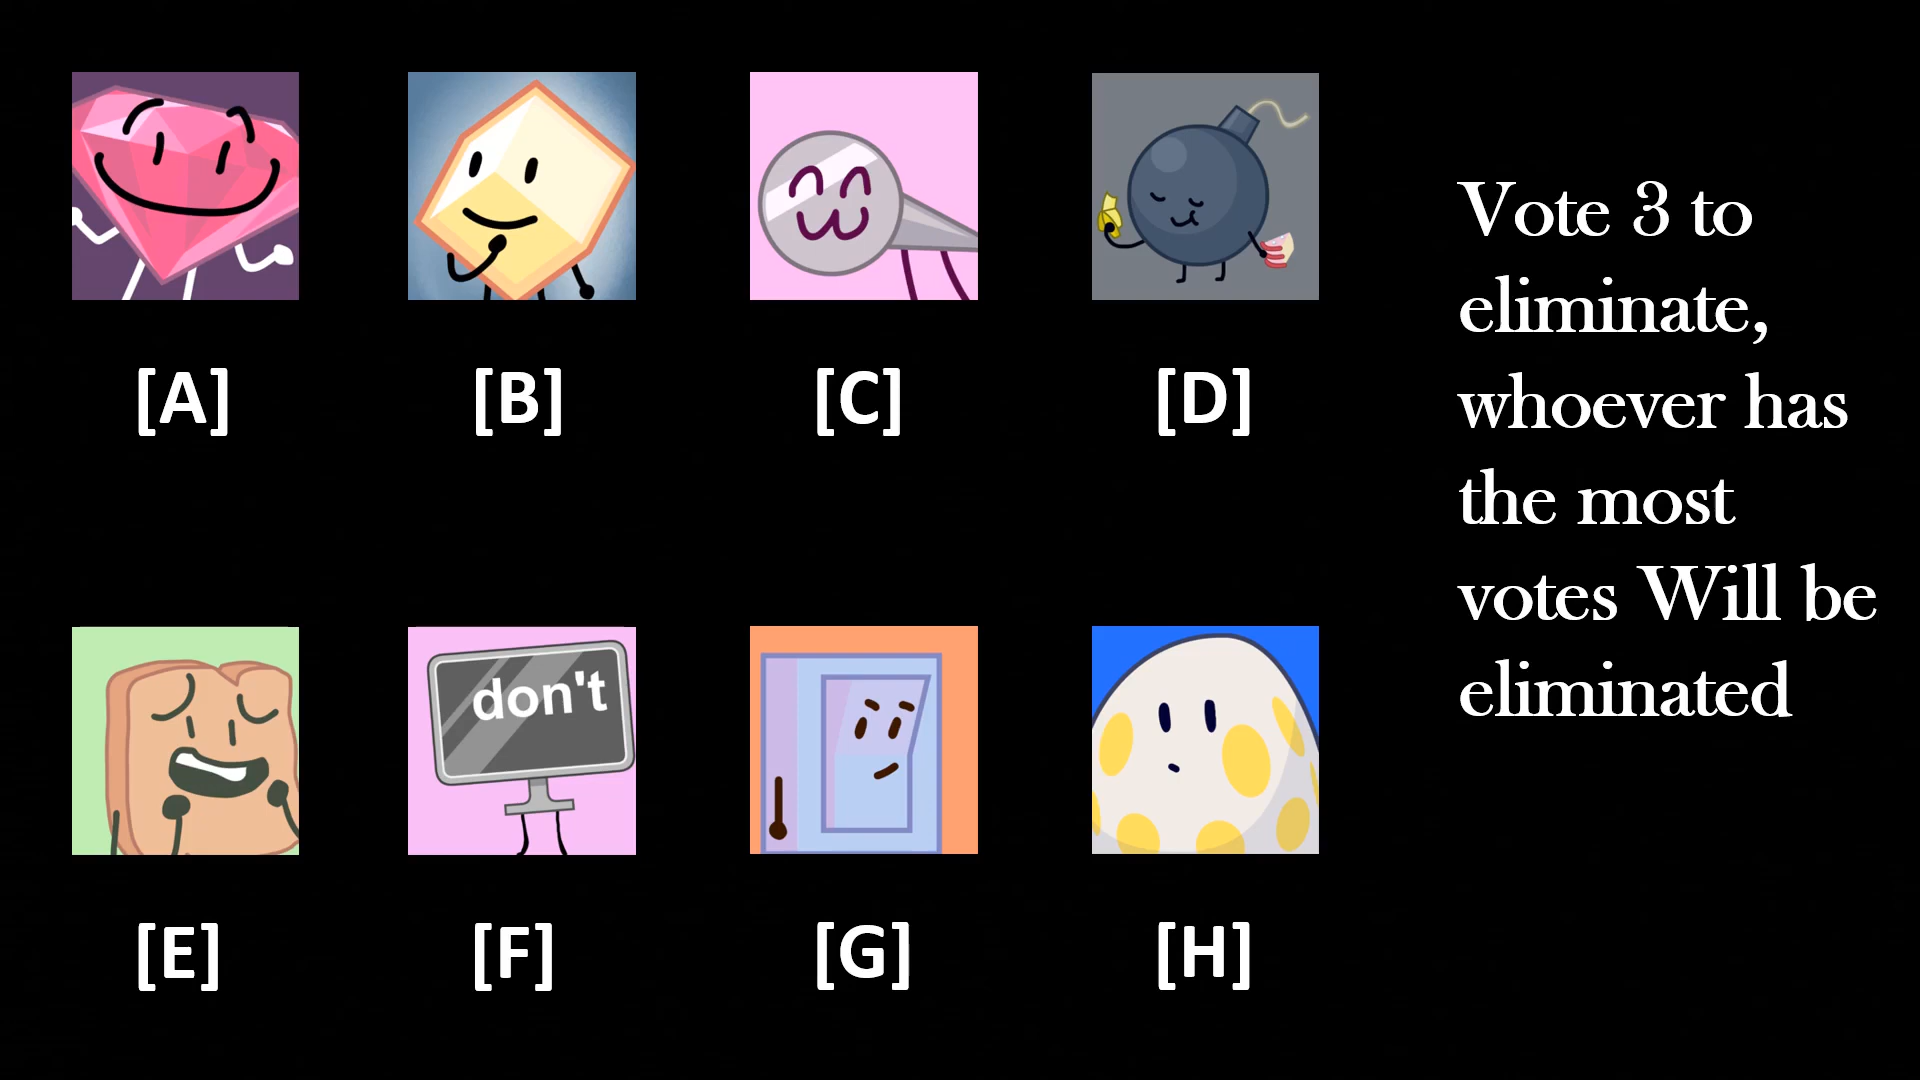 [A]
[B]
[C]
[D]
Vote 3 to
eliminate,
whoever has
the most
votes Will be
eliminated
don't
[E]
[F]
[G]
[H]